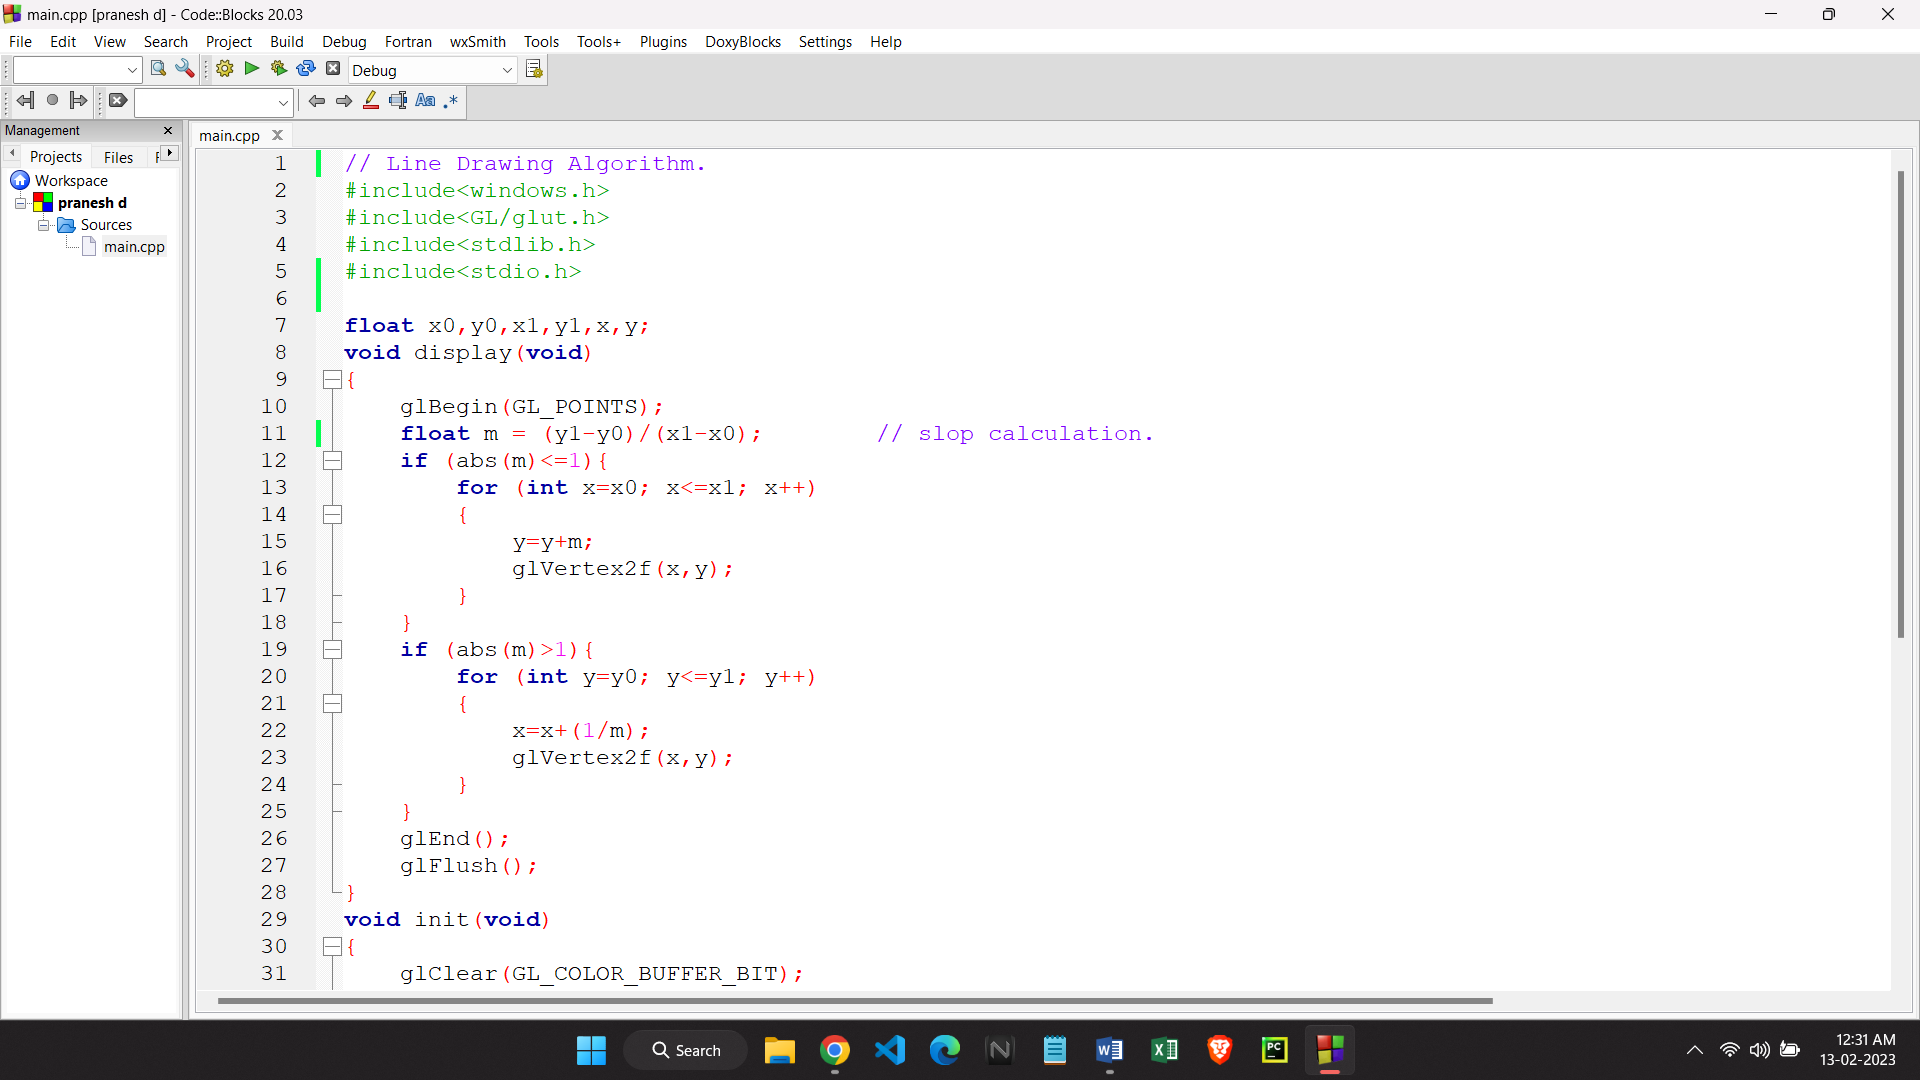 main.cpp [pranesh d] - Code::Blocks 20.03
File Edit View Search Project Build Debug Fortran wxSmith Tools Tools+ Plugins DoxyBlocks Settings Help
Debug
Aa .*
Management
main.cpp
Projects Files
Workspace
pranesh d
Sources
main.cpp
1 // Line Drawing Algorithm.
2 #include<windows.h>
3 #include<GL/glut.h>
4 #include<stdlib.h>
5 #include<stdio.h>
6
7 float x0,y0,x1,y1,x,y;
8 void display(void)
9 {
10 glBegin(GL_POINTS);
11 float m = (y1-y0)/(x1-x0); // slop calculation.
12 if (abs(m)<=1){
13 for (int x=x0; x<=x1; x++)
14 {
15 y=y+m;
16 glVertex2f(x,y);
17 }
18 }
19 if (abs(m)>1){
20 for (int y=y0; y<=y1; y++)
21 {
22 x=x+(1/m);
23 glVertex2f(x,y);
24 }
25 }
26 glEnd();
27 glFlush();
28 }
29 void init(void)
30 {
31 glClear(GL_COLOR_BUFFER_BIT);
Search
PC
12:31 AM
13-02-2023